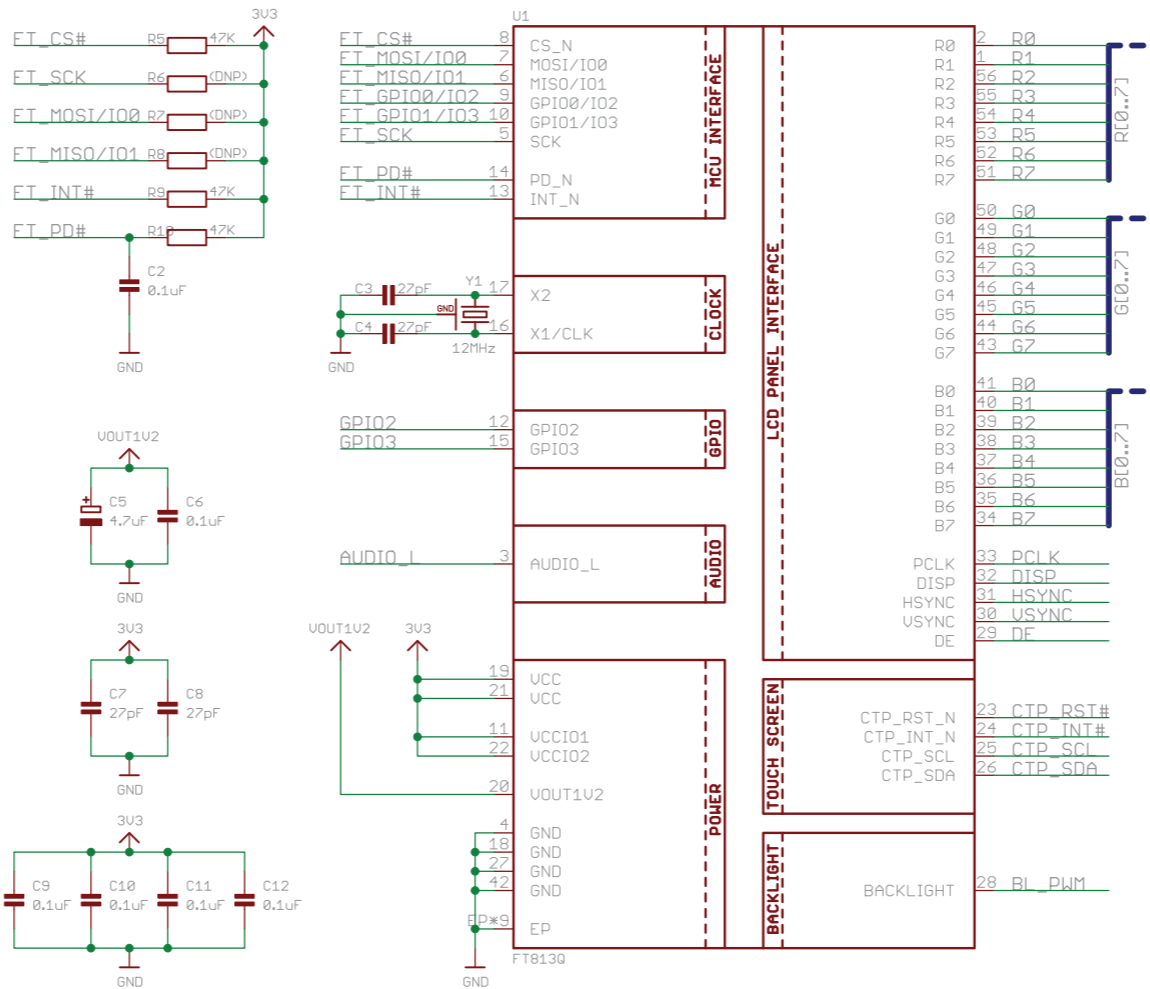 3V3
FT_CS# R5 47K
FT_SCK R6 (DNP)
FT_MOSI/IO0 R7 (DNP)
FT_MISO/IO1 R8 (DNP)
FT_INT# R9 47K
FT_PD# R10 47K
C2
0.1uF
GND
VOUT1V2
C5
4.7uF
C6
0.1uF
GND
3V3
C7
27pF
C8
27pF
GND
3V3
C9
0.1uF
C10
0.1uF
C11
0.1uF
C12
0.1uF
GND
U1
FT_CS# 8 CS_N
FT_MOSI/IO0 7 MOSI/IO0
FT_MISO/IO1 6 MISO/IO1
FT_GPIO0/IO2 9 GPIO0/IO2
FT_GPIO1/IO3 10 GPIO1/IO3
FT_SCK 5 SCK
FT_PD# 14 PD_N
FT_INT# 13 INT_N
MCU INTERFACE
C3 27pF Y1 17 X2
GND
C4 27pF 16 X1/CLK
12MHz
GND
CLOCK
GPIO2 12 GPIO2
GPIO3 15 GPIO3
GPIO
AUDIO_L 3 AUDIO_L
AUDIO
VOUT1V2 3V3
19 VCC
21 VCC
11 VCCIO1
22 VCCIO2
20 VOUT1V2
4 GND
18 GND
27 GND
42 GND
EP*9 EP
POWER
GND
FT813Q
LCD PANEL INTERFACE
R0 2 R0
R1 1 R1
R2 56 R2
R3 55 R3
R4 54 R4
R5 53 R5
R6 52 R6
R7 51 R7
R[0..7]
G0 50 G0
G1 49 G1
G2 48 G2
G3 47 G3
G4 46 G4
G5 45 G5
G6 44 G6
G7 43 G7
G[0..7]
B0 41 B0
B1 40 B1
B2 39 B2
B3 38 B3
B4 37 B4
B5 36 B5
B6 35 B6
B7 34 B7
B[0..7]
PCLK 33 PCLK
DISP 32 DISP
HSYNC 31 HSYNC
VSYNC 30 VSYNC
DE 29 DE
TOUCH SCREEN
CTP_RST_N 23 CTP_RST#
CTP_INT_N 24 CTP_INT#
CTP_SCL 25 CTP_SCL
CTP_SDA 26 CTP_SDA
BACKLIGHT
BACKLIGHT 28 BL_PWM